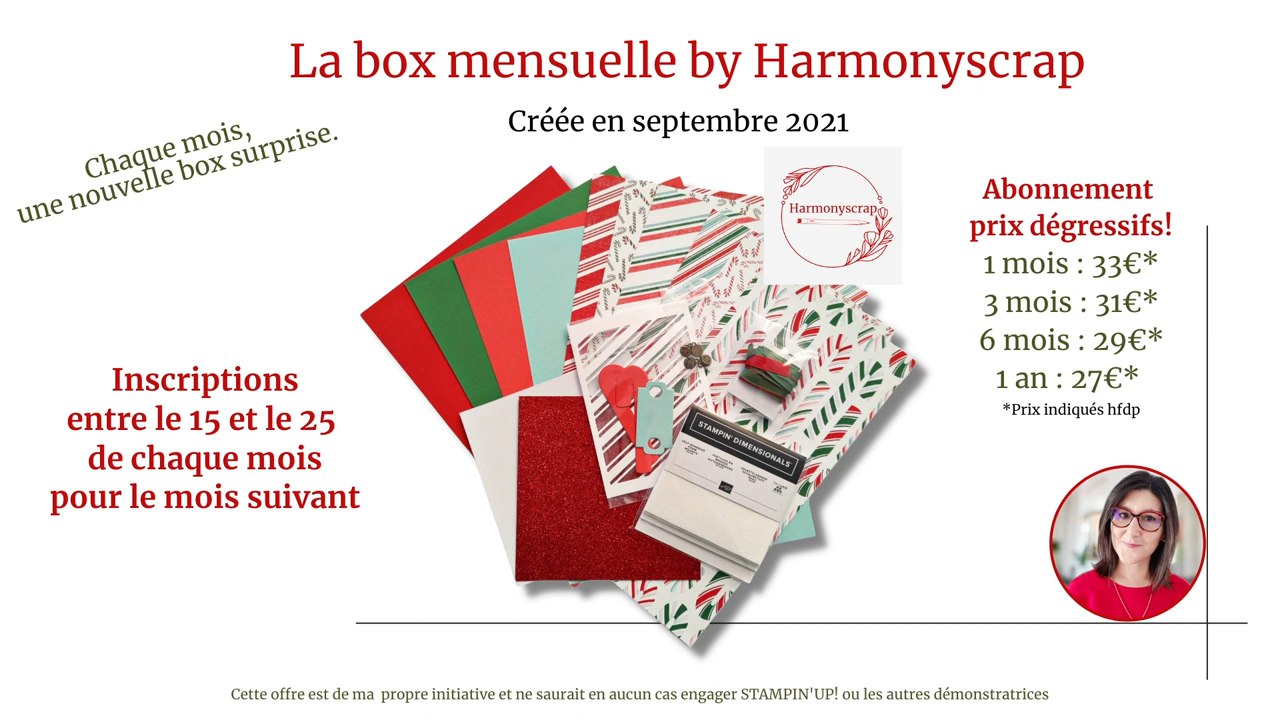 La box mensuelle by Harmonyscrap
Créée en septembre 2021
Chaque mois,
une nouvelle box surprise.
Harmonyscrap
Abonnement
prix dégressifs!
1 mois : 33€*
3 mois : 31€*
6 mois : 29€*
1 an : 27€*
*Prix indiqués hfdp
Inscriptions
entre le 15 et le 25
de chaque mois
pour le mois suivant
STAMPIN' DIMENSIONALS
Cette offre est de ma propre initiative et ne saurait en aucun cas engager STAMPIN'UP! ou les autres démonstratrices